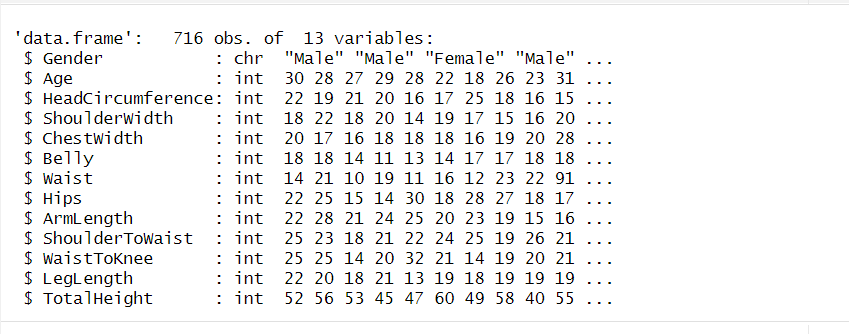 'data.frame':   716 obs. of  13 variables:
 $ Gender           : chr  "Male" "Male" "Female" "Male" ...
 $ Age              : int  30 28 27 29 28 22 18 26 23 31 ...
 $ HeadCircumference: int  22 19 21 20 16 17 25 18 16 15 ...
 $ ShoulderWidth    : int  18 22 18 20 14 19 17 15 16 20 ...
 $ ChestWidth       : int  20 17 16 18 18 18 16 19 20 28 ...
 $ Belly            : int  18 18 14 11 13 14 17 17 18 18 ...
 $ Waist            : int  14 21 10 19 11 16 12 23 22 91 ...
 $ Hips             : int  22 25 15 14 30 18 28 27 18 17 ...
 $ ArmLength        : int  22 28 21 24 25 20 23 19 15 16 ...
 $ ShoulderToWaist  : int  25 23 18 21 22 24 25 19 26 21 ...
 $ WaistToKnee      : int  25 25 14 20 32 21 14 19 20 21 ...
 $ LegLength        : int  22 20 18 21 13 19 18 19 19 19 ...
 $ TotalHeight      : int  52 56 53 45 47 60 49 58 40 55 ...